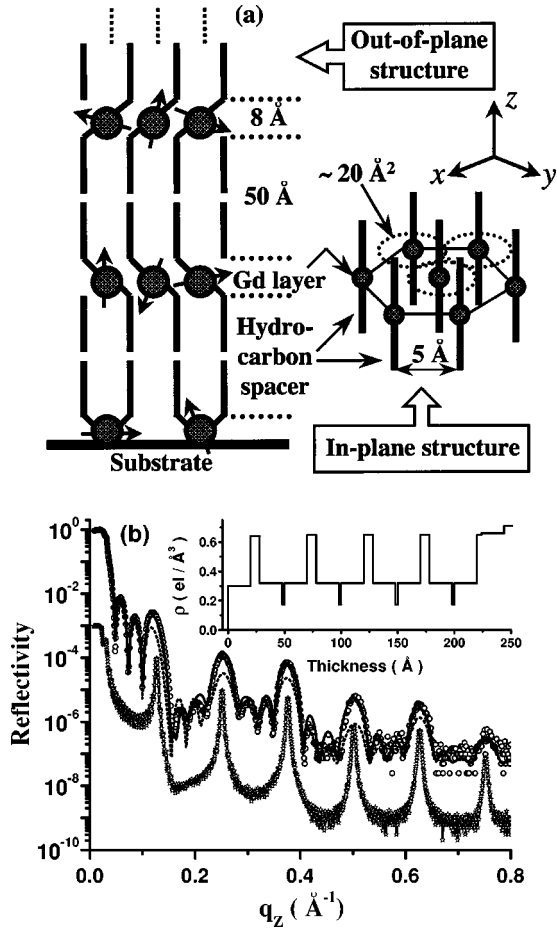 (a)
Out-of-plane
structure
8 Å
50 Å
z
x
y
~ 20 Å²
Gd layer
Hydro-
carbon
spacer
5 Å
Substrate
In-plane structure
(b)
10⁰
10⁻²
10⁻⁴
10⁻⁶
10⁻⁸
10⁻¹⁰
Reflectivity
0.6
0.4
0.2
0.0
ρ ( el / Å³ )
0 50 100 150 200 250
Thickness ( Å )
0.0 0.2 0.4 0.6 0.8
q_z ( Å⁻¹ )